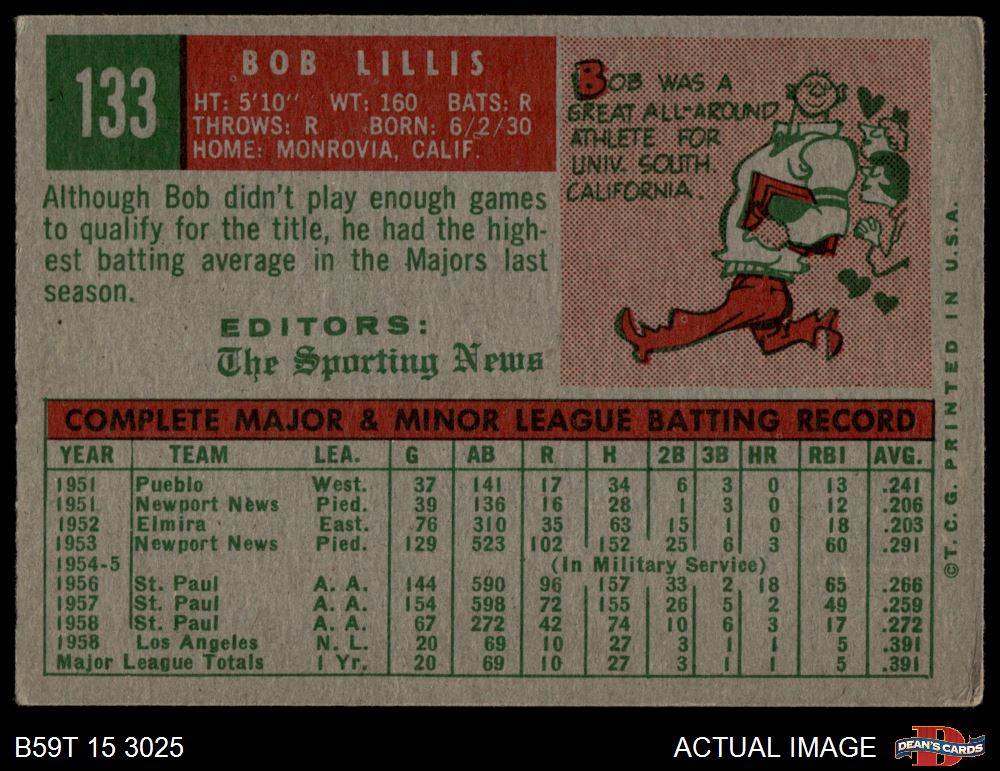 133
BOB LILLIS
HT: 5'10" WT: 160 BATS: R
THROWS: R BORN: 6/2/30
HOME: MONROVIA, CALIF.
Although Bob didn't play enough games
to qualify for the title, he had the high-
est batting average in the Majors last
season.
EDITORS:
The Sporting News
BOB WAS A
GREAT ALL-AROUND
ATHLETE FOR
UNIV. SOUTH.
CALIFORNIA.
COMPLETE MAJOR & MINOR LEAGUE BATTING RECORD
YEAR TEAM LEA. G AB R H 2B 3B HR RBI AVG.
1951 Pueblo West. 37 141 17 34 6 3 0 13 .241
1951 Newport News Pied. 39 136 16 28 1 3 0 12 .206
1952 Elmira East. 76 310 35 63 15 1 0 18 .203
1953 Newport News Pied. 129 523 102 152 25 6 3 60 .291
1954-5 (In Military Service)
1956 St. Paul A. A. 144 590 96 157 33 2 18 65 .266
1957 St. Paul A. A. 154 598 72 155 26 5 2 49 .259
1958 St. Paul A. A. 67 272 42 74 10 6 3 17 .272
1958 Los Angeles N. L. 20 69 10 27 3 1 1 5 .391
Major League Totals 1 Yr. 20 69 10 27 3 1 1 5 .391
©T. C. G. PRINTED IN U.S.A.
B59T 15 3025
ACTUAL IMAGE
D
DEAN'S CARDS